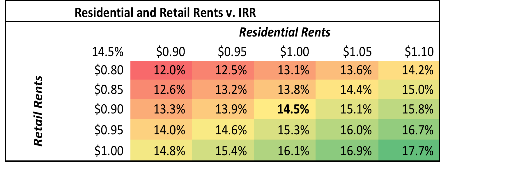 Residential and Retail Rents v. IRR
Residential Rents
14.5% $0.90 $0.95 $1.00 $1.05 $1.10
Retail Rents
$0.80 12.0% 12.5% 13.1% 13.6% 14.2%
$0.85 12.6% 13.2% 13.8% 14.4% 15.0%
$0.90 13.3% 13.9% 14.5% 15.1% 15.8%
$0.95 14.0% 14.6% 15.3% 16.0% 16.7%
$1.00 14.8% 15.4% 16.1% 16.9% 17.7%